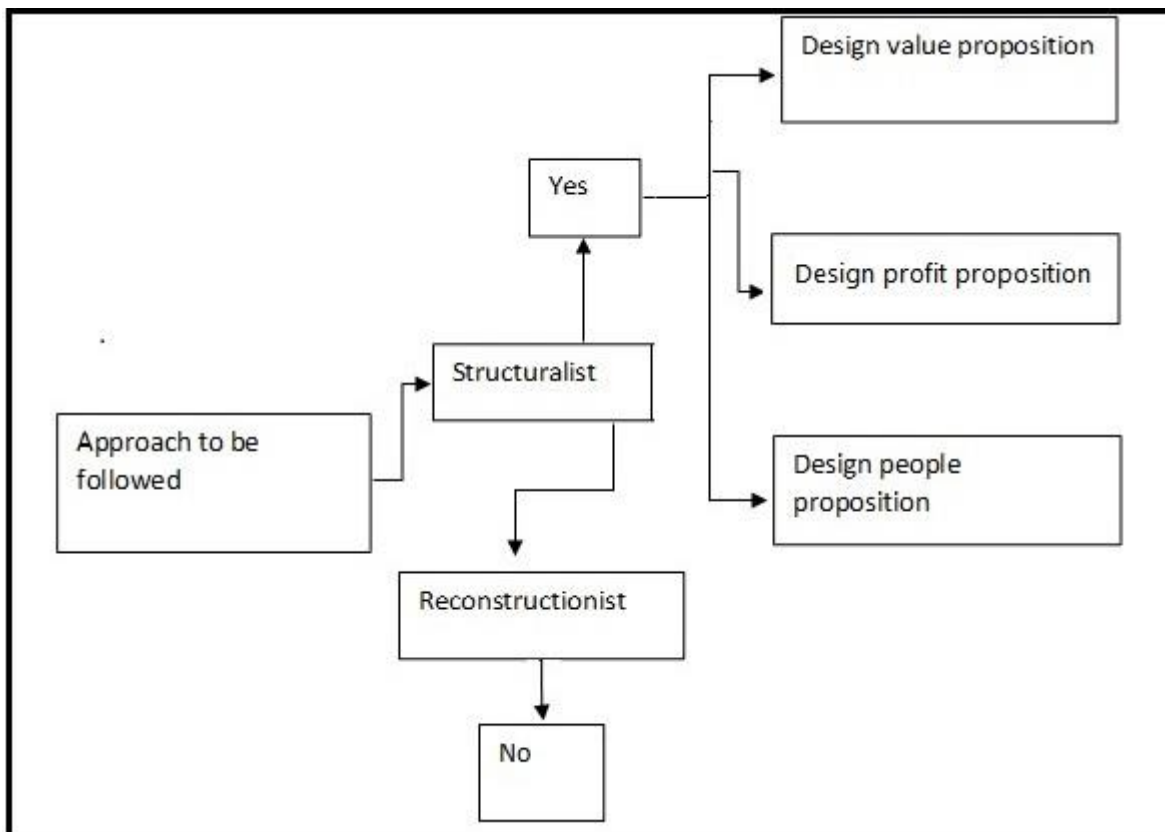 Design value proposition
Yes
Design profit proposition
Structuralist
Approach to be
followed
Design people
proposition
Reconstructionist
No